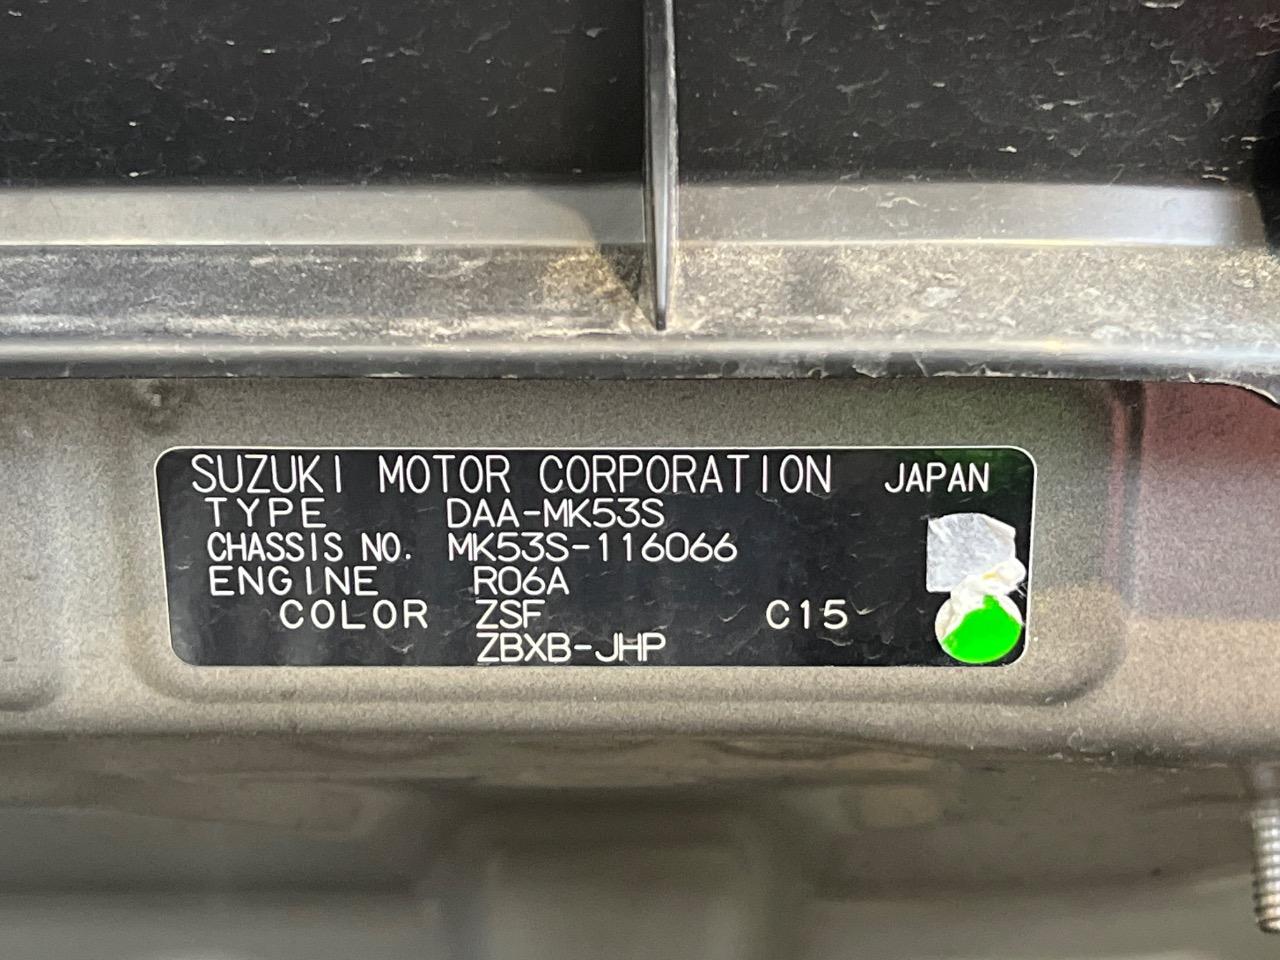 SUZUKI MOTOR CORPORATION JAPAN
TYPE DAA-MK53S
CHASSIS NO. MK53S-116066
ENGINE R06A
COLOR ZSF C15
ZBXB-JHP